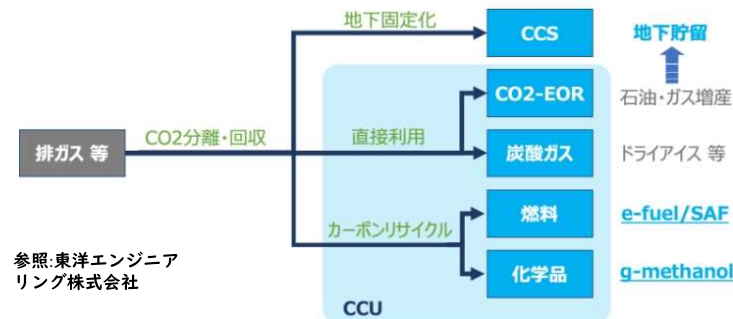 地下固定化
CCS
地下貯留
CO2-EOR
石油・ガス増産
排ガス 等
CO2分離・回収
直接利用
炭酸ガス
ドライアイス 等
カーボンリサイクル
燃料
e-fuel/SAF
化学品
g-methanol
参照:東洋エンジニア
リング株式会社
CCU